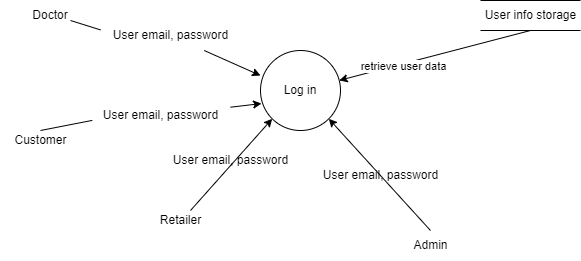 Doctor
User info storage
User email, password
retrieve user data
Log in
User email, password
Customer
User email, password
User email, password
Retailer
Admin